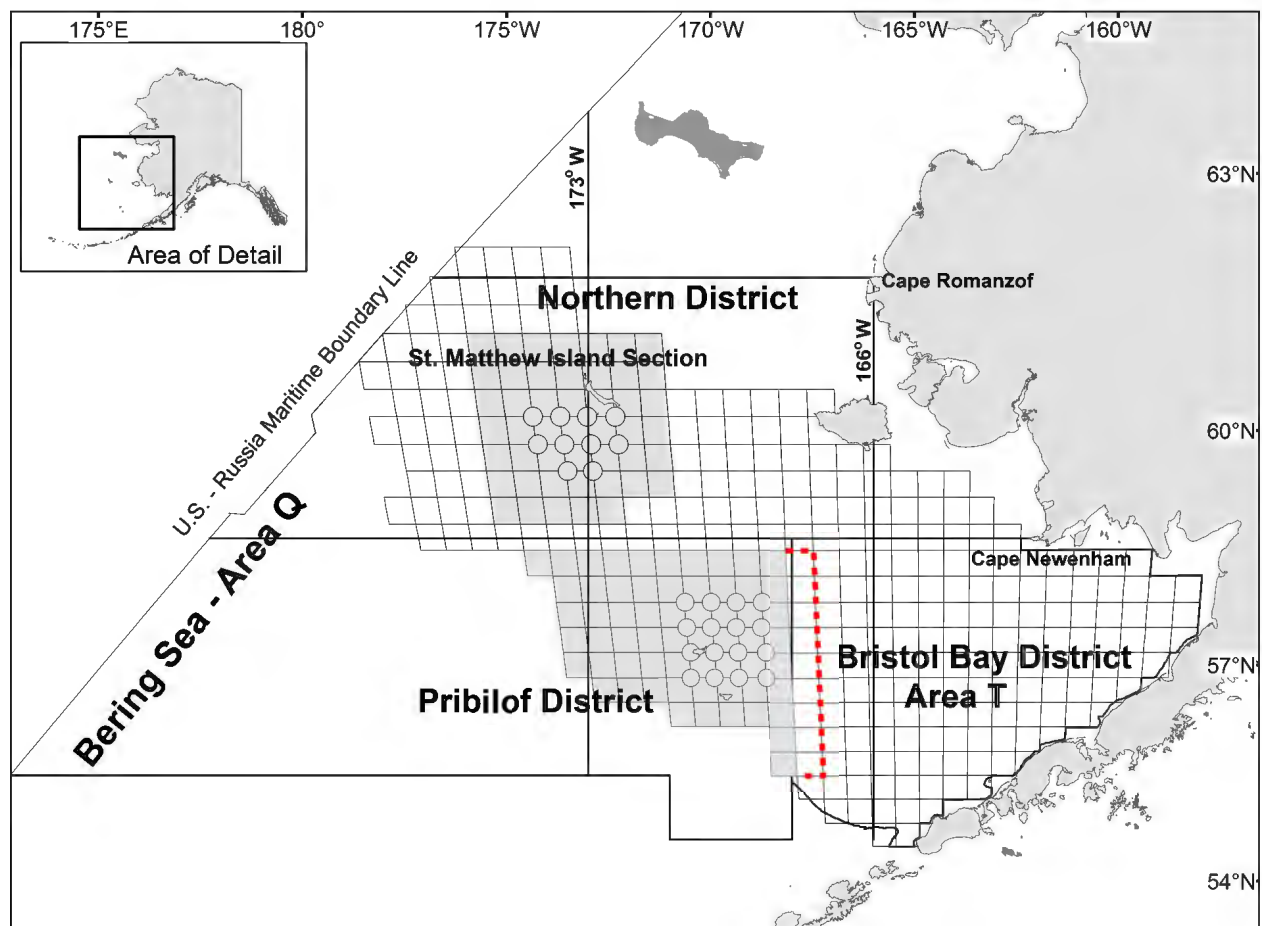 175°E
180°
175°W
170°W
165°W
160°W
Area of Detail
173° W
63°N
U.S. - Russia Maritime Boundary Line
Northern District
Cape Romanzof
St. Matthew Island Section
166° W
60°N
Bering Sea - Area Q
Cape Newenham
Bristol Bay District
Area T
57°N
Pribilof District
54°N